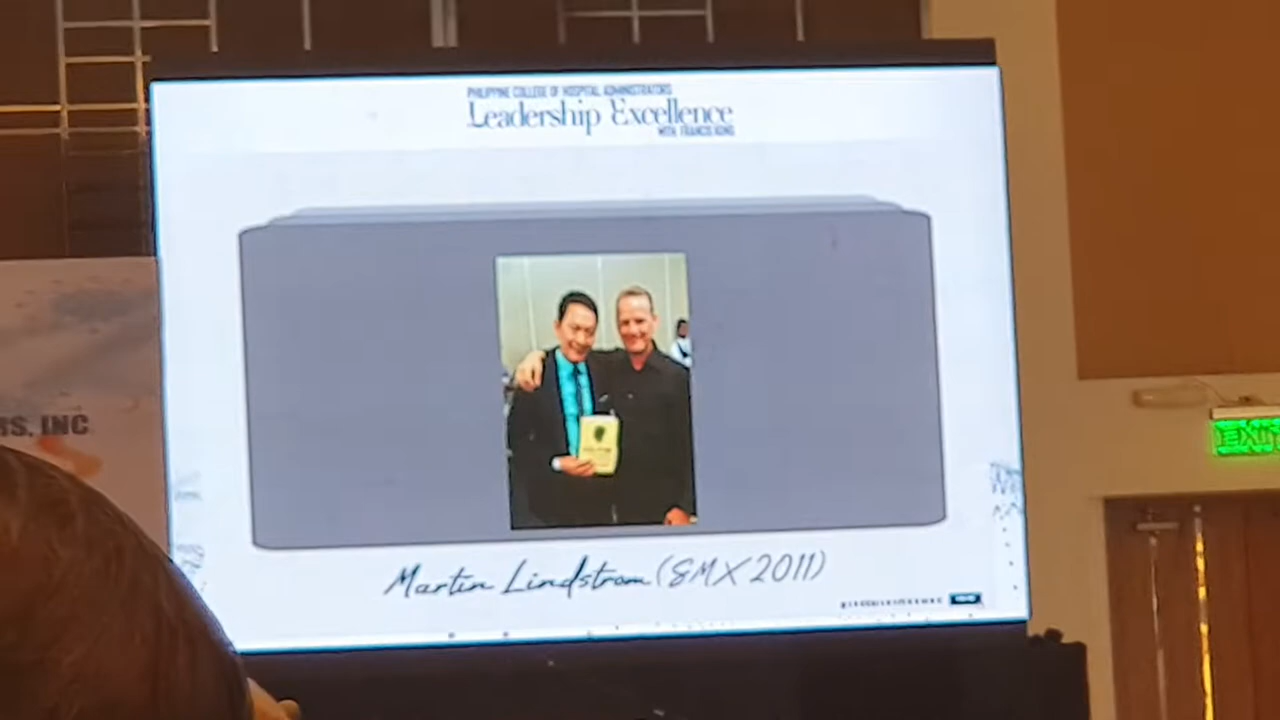 PHILIPPINE COLLEGE OF HOSPITAL ADMINISTRATORS
Leadership Excellence
WITH FRANCIS KONG
RS, INC
EXIT
Martin Lindstrom (SMX 2011)